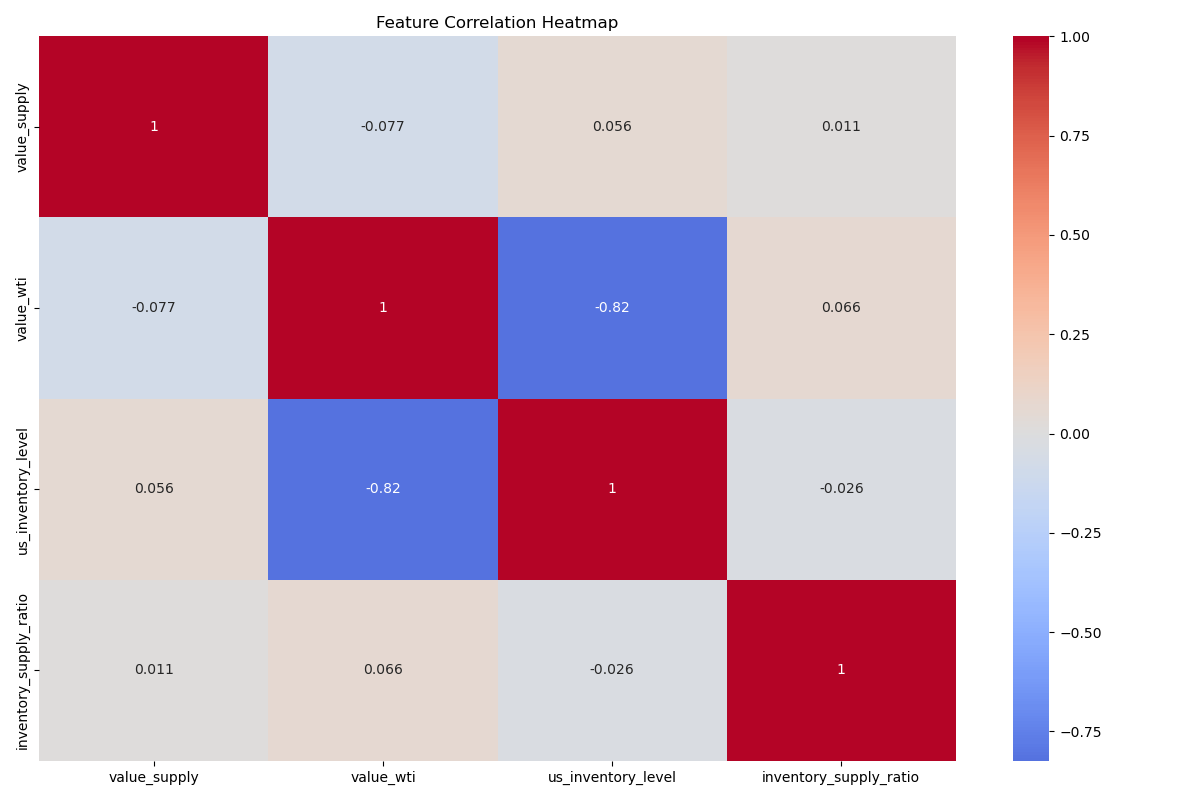 Feature Correlation Heatmap
value_supply
1
-0.077
0.056
0.011
value_wti
-0.077
1
-0.82
0.066
us_inventory_level
0.056
-0.82
1
-0.026
inventory_supply_ratio
0.011
0.066
-0.026
1
value_supply
value_wti
us_inventory_level
inventory_supply_ratio
1.00
0.75
0.50
0.25
0.00
−0.25
−0.50
−0.75